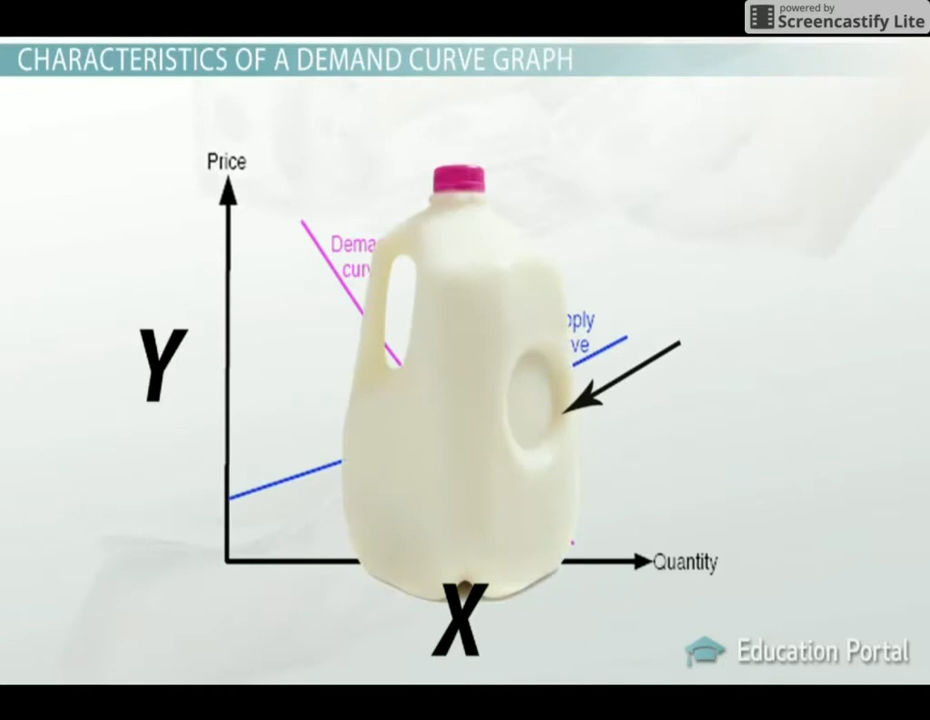 powered by
Screencastify Lite
CHARACTERISTICS OF A DEMAND CURVE GRAPH
Price
Y
Quantity
X
Education Portal